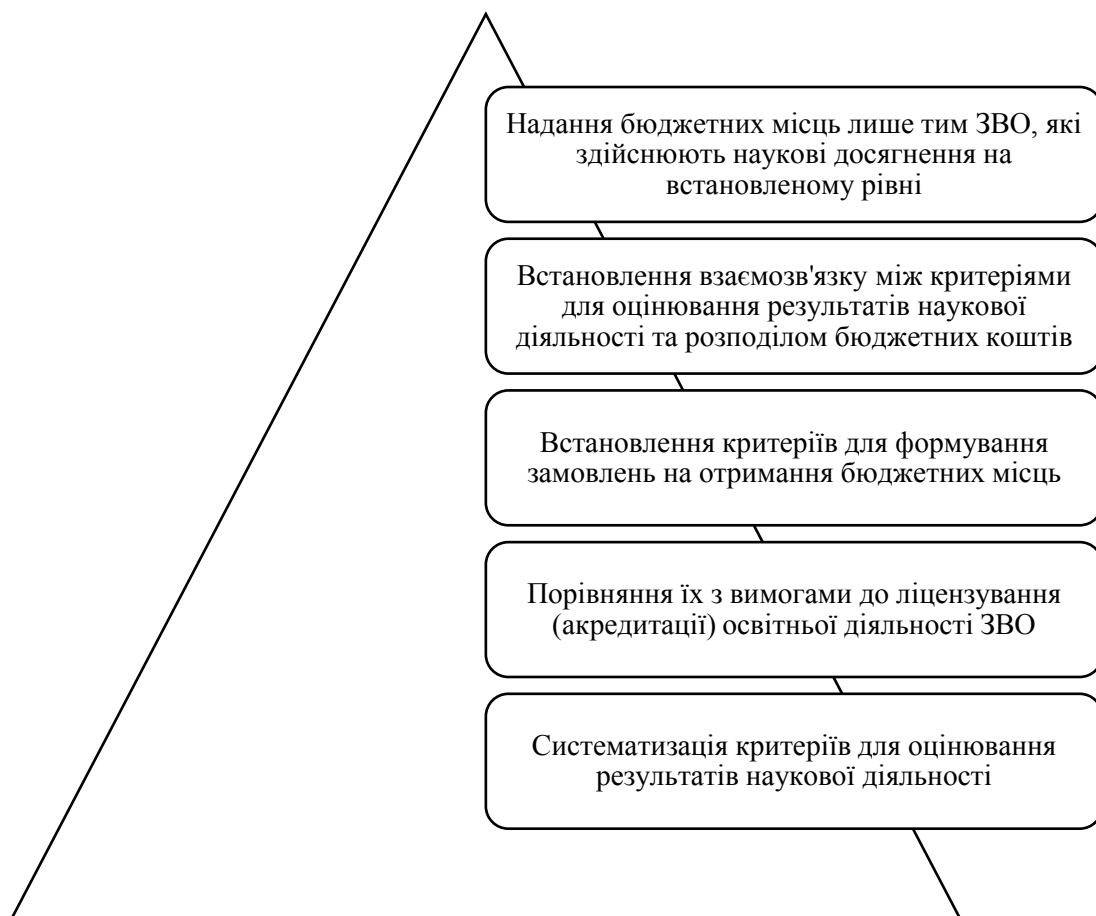 Надання бюджетних місць лише тим ЗВО, які
здійснюють наукові досягнення на
встановленому рівні
Встановлення взаємозв'язку між критеріями
для оцінювання результатів наукової
діяльності та розподілом бюджетних коштів
Встановлення критеріїв для формування
замовлень на отримання бюджетних місць
Порівняння їх з вимогами до ліцензування
(акредитації) освітньої діяльності ЗВО
Систематизація критеріїв для оцінювання
результатів наукової діяльності